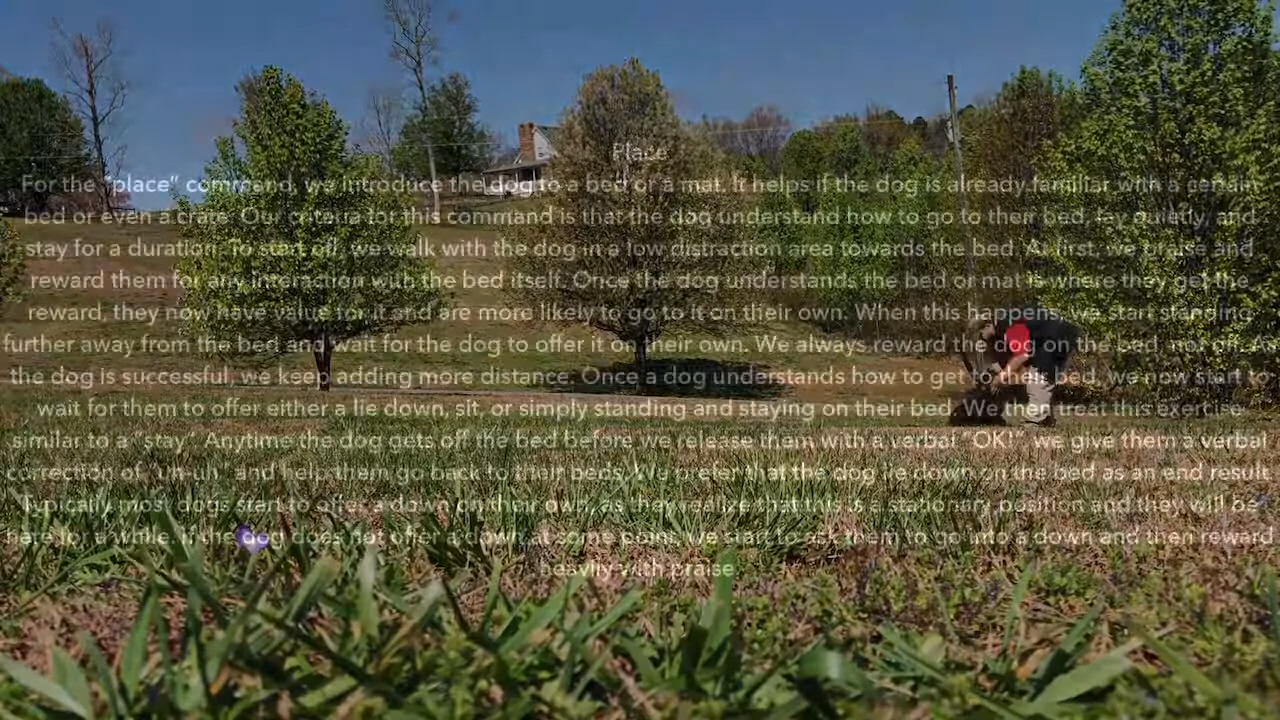 Place
For the "place" command, we introduce the dog to a bed or a mat. It helps if the dog is already familiar with a certain
bed or even a crate. Our criteria for this command is that the dog understand how to go to their bed, lay quietly, and
stay for a duration. To start off, we walk with the dog in a low distraction area towards the bed. At first, we praise and
reward them for any interaction with the bed itself. Once the dog understands the bed or mat is where they get the
reward, they now have value for it and are more likely to go to it on their own. When this happens, we start standing
further away from the bed and wait for the dog to offer it on their own. We always reward the dog on the bed, not off. As
the dog is successful we keep adding more distance. Once a dog understands how to get to the bed, we now start to
wait for them to offer either a lie down, sit, or simply standing and staying on their bed. We then treat this exercise
similar to a "stay". Anytime the dog gets off the bed before we release them with a verbal "OK!", we give them a verbal
correction of "uh-uh" and help them go back to their beds. We prefer that the dog lie down on the bed as an end result.
Typically most dogs start to offer a down on their own, as they realize that this is a stationary position and they will be
here for a while. If the dog does not offer a down at some point, we start to ask them to go into a down and then reward
heavily with praise